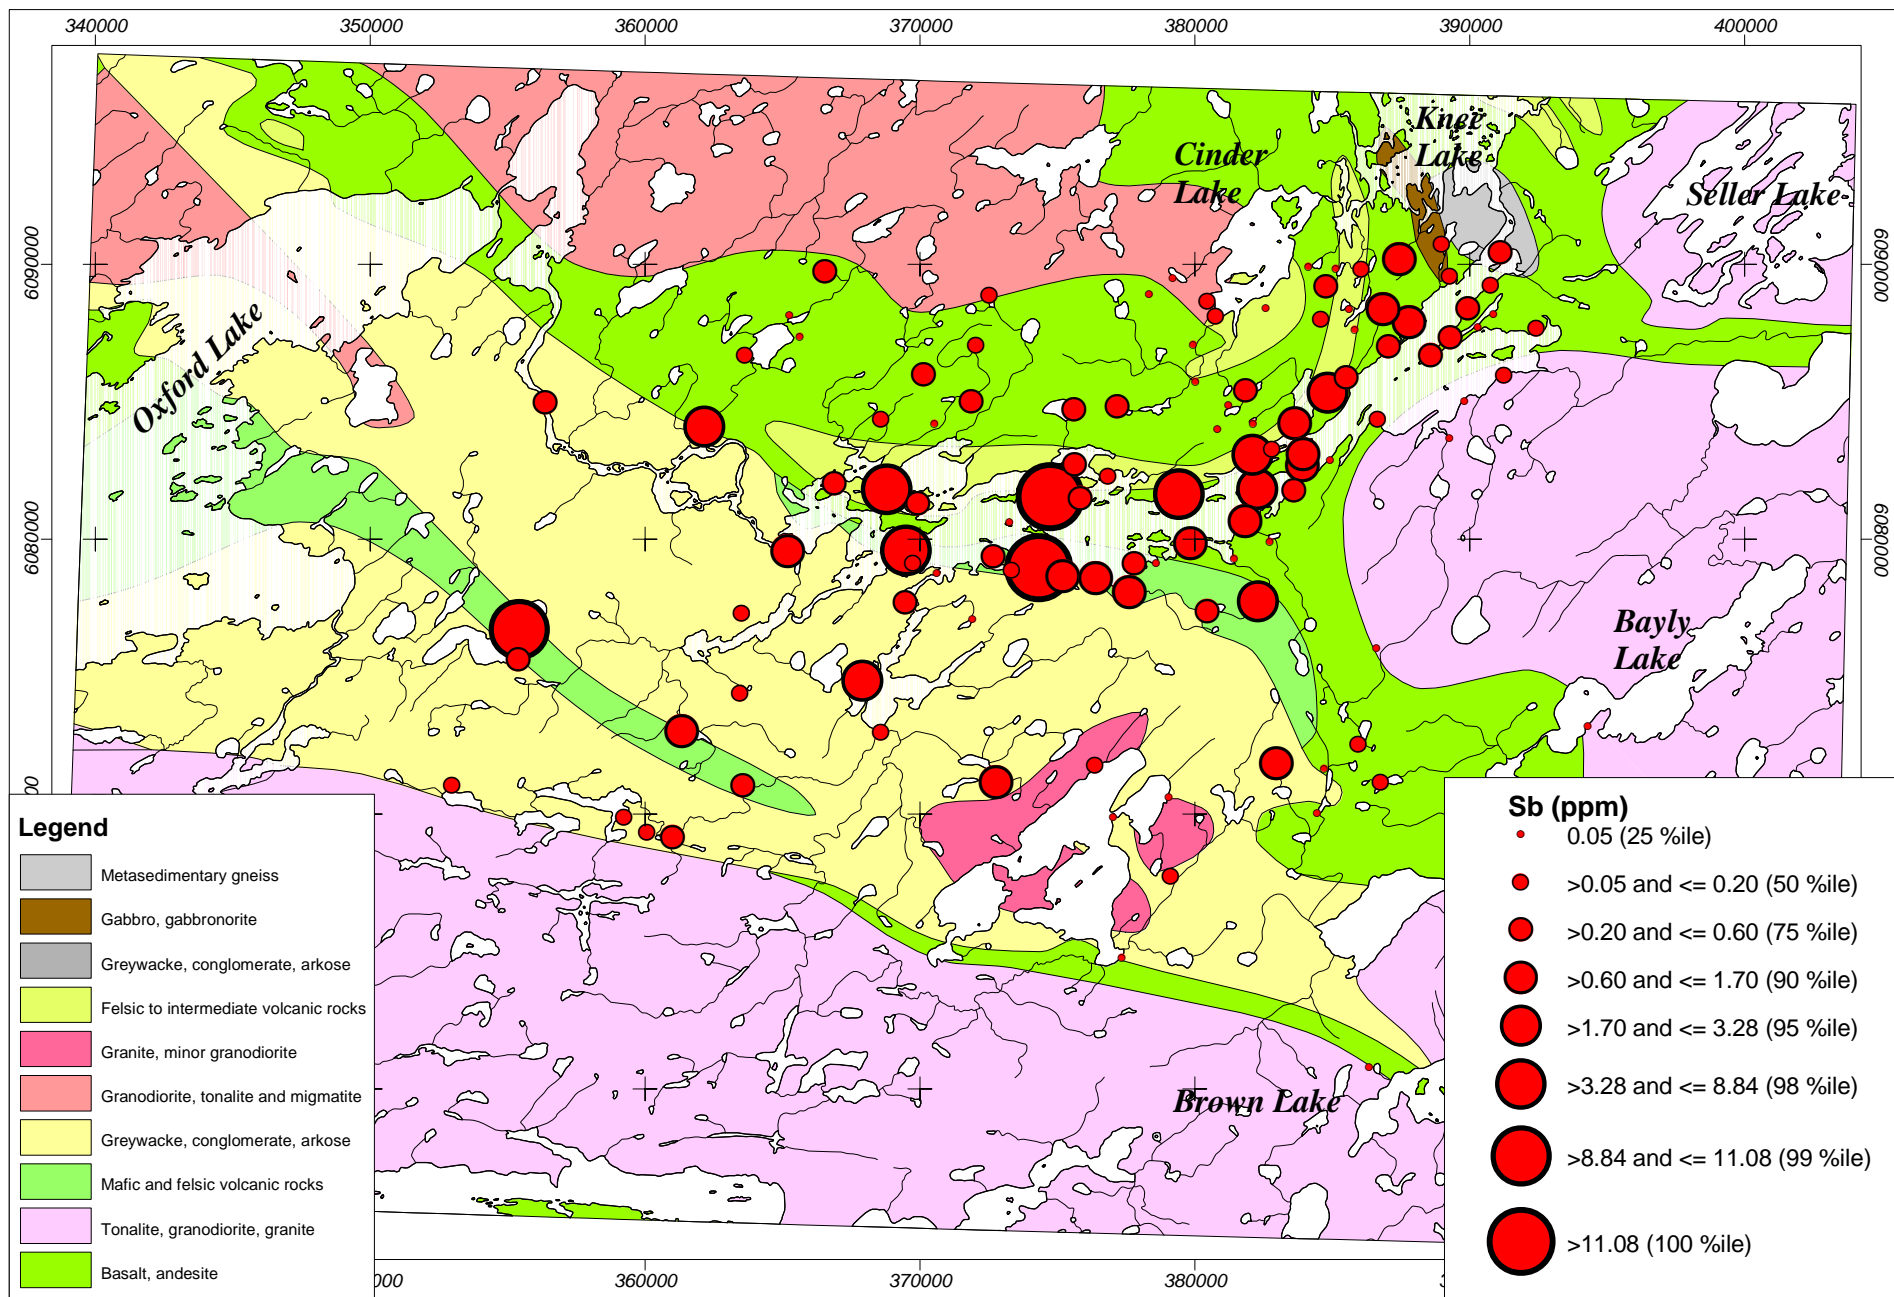 340000 350000 360000 370000 380000 390000 400000
Knee
Lake
Cinder
Lake
Seller Lake
6090000
6090000
Oxford Lake
6080000
6080000
Bayly
Lake
00
Brown Lake
Legend
Metasedimentary gneiss
Gabbro, gabbronorite
Greywacke, conglomerate, arkose
Felsic to intermediate volcanic rocks
Granite, minor granodiorite
Granodiorite, tonalite and migmatite
Greywacke, conglomerate, arkose
Mafic and felsic volcanic rocks
Tonalite, granodiorite, granite
Basalt, andesite
Sb (ppm)
0.05 (25 %ile)
>0.05 and <= 0.20 (50 %ile)
>0.20 and <= 0.60 (75 %ile)
>0.60 and <= 1.70 (90 %ile)
>1.70 and <= 3.28 (95 %ile)
>3.28 and <= 8.84 (98 %ile)
>8.84 and <= 11.08 (99 %ile)
>11.08 (100 %ile)
0000 360000 370000 380000